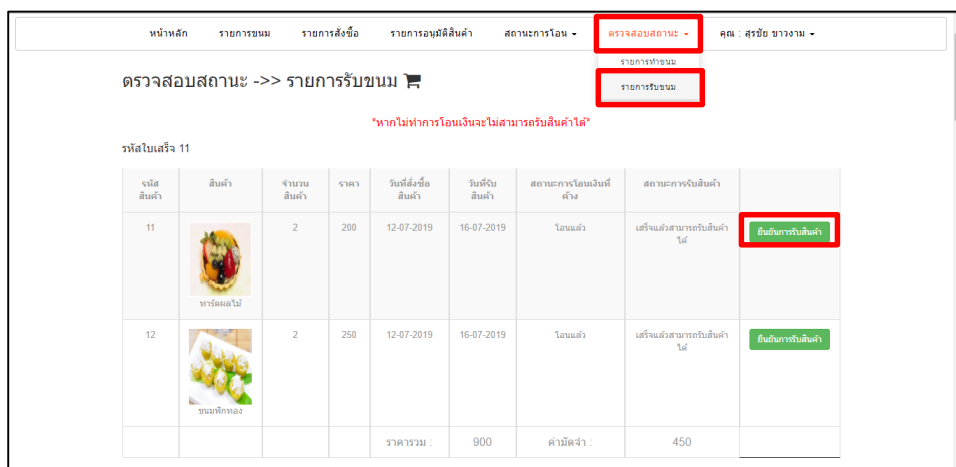 หน้าหลัก รายการขนม รายการสั่งซื้อ รายการอนุมัติสินค้า สถานะการโอน ตรวจสอบสถานะ คุณ : สุรชัย ขาวงาม
รายการทำขนม
รายการรับขนม
ตรวจสอบสถานะ ->> รายการรับขนม
*หากไม่ทำการโอนเงินจะไม่สามารถรับสินค้าได้*
รหัสใบเสร็จ 11
รหัส สินค้า จำนวน ราคา วันที่สั่งซื้อ วันที่รับ สถานะการโอนเงินที่ สถานะการรับสินค้า
สินค้า สินค้า สินค้า สินค้า ค้าง
11 2 200 12-07-2019 16-07-2019 โอนแล้ว เสร็จแล้วสามารถรับสินค้า ยืนยันการรับสินค้า
ได้
ทาร์ตผลไม้
12 2 250 12-07-2019 16-07-2019 โอนแล้ว เสร็จแล้วสามารถรับสินค้า ยืนยันการรับสินค้า
ได้
ขนมฟักทอง
ราคารวม : 900 ค่ามัดจำ : 450